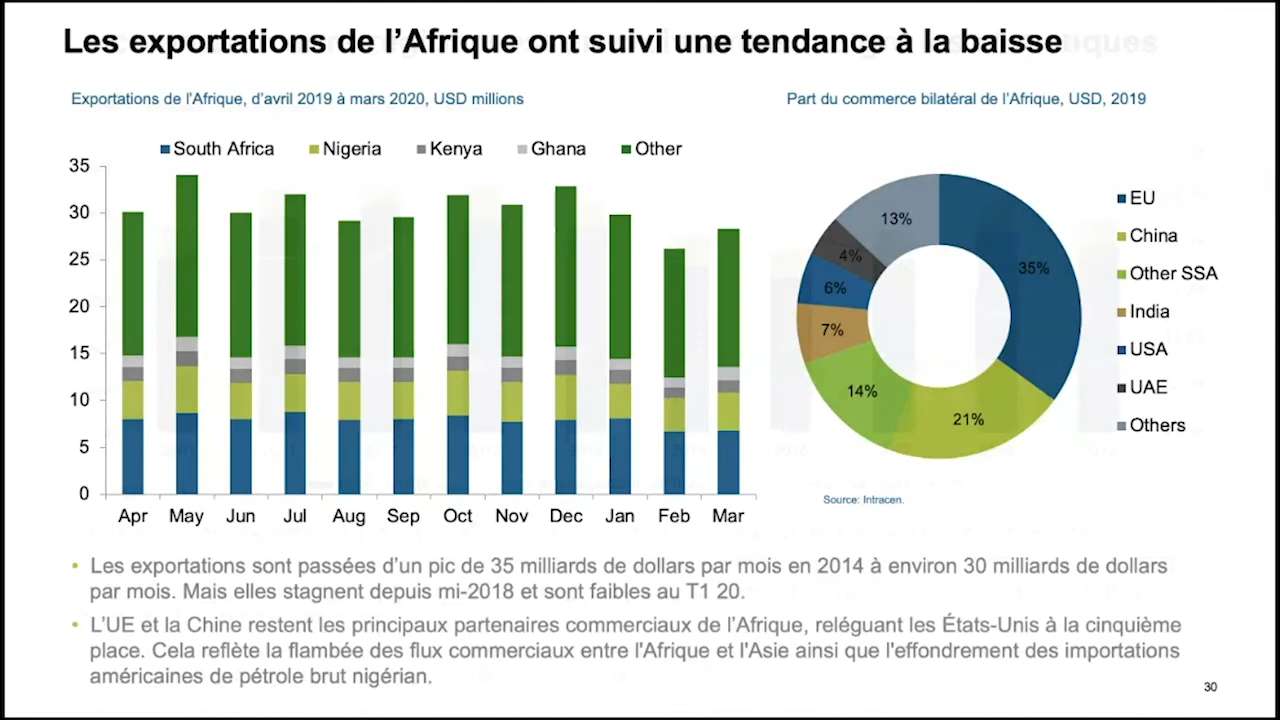 Les exportations de l’Afrique ont suivi une tendance à la baisse
Exportations de l’Afrique, d’avril 2019 à mars 2020, USD millions
Part du commerce bilatéral de l’Afrique, USD, 2019
South Africa Nigeria Kenya Ghana Other
35
30
25
20
15
10
5
0
Apr May Jun Jul Aug Sep Oct Nov Dec Jan Feb Mar
13%
4%
6%
7%
14%
21%
35%
EU
China
Other SSA
India
USA
UAE
Others
Source: Intracen.
• Les exportations sont passées d’un pic de 35 milliards de dollars par mois en 2014 à environ 30 milliards de dollars
par mois. Mais elles stagnent depuis mi-2018 et sont faibles au T1 20.
• L’UE et la Chine restent les principaux partenaires commerciaux de l’Afrique, reléguant les États-Unis à la cinquième
place. Cela reflète la flambée des flux commerciaux entre l'Afrique et l'Asie ainsi que l'effondrement des importations
américaines de pétrole brut nigérian.
30